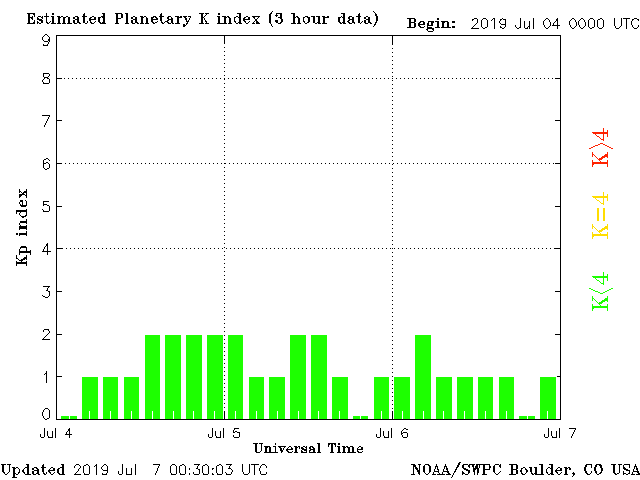 Estimated Planetary K index (3 hour data)
Begin: 2019 Jul 04 0000 UTC
9
8
7
6
5
4
3
2
1
0
Kp index
Jul 4
Jul 5
Jul 6
Jul 7
Universal Time
K>4
K=4
K<4
Updated 2019 Jul 7 00:30:03 UTC
NOAA/SWPC Boulder, CO USA